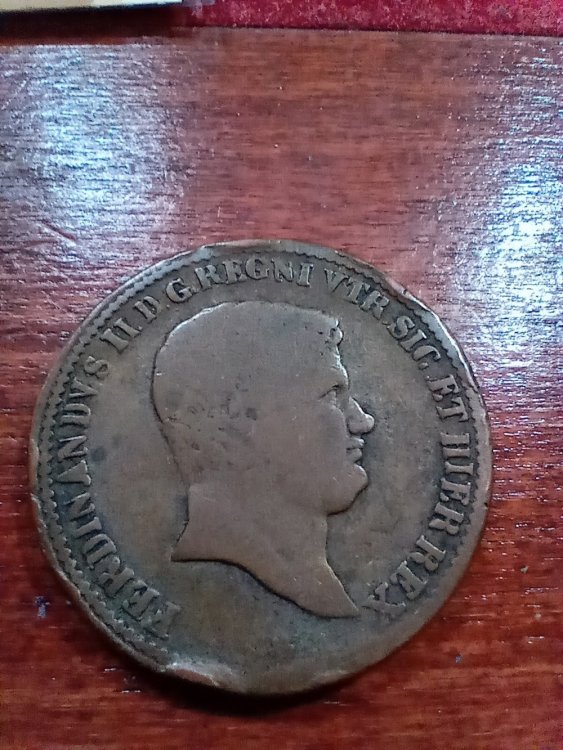 FERDINANDVS II. D. G. REGNI VTR. SIC. ET HIER. REX